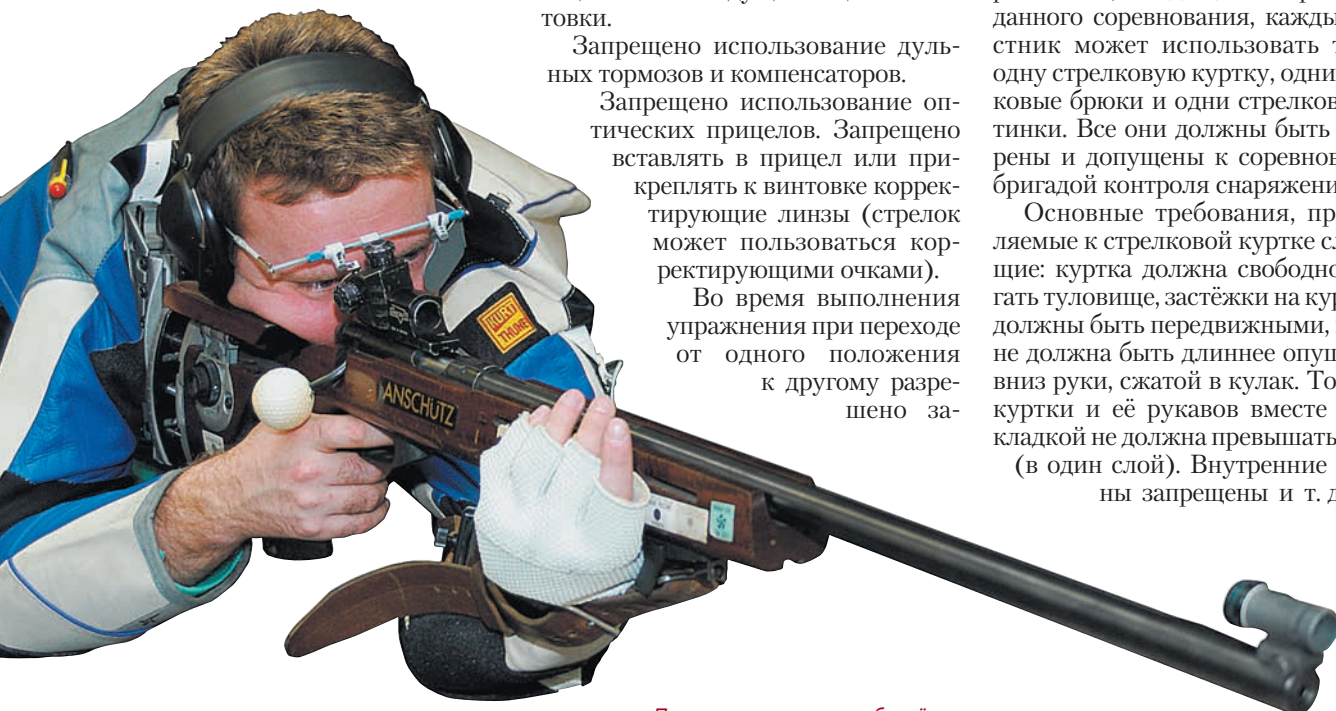 товки.
Запрещено использование дуль-
ных тормозов и компенсаторов.
Запрещено использование оп-
тических прицелов. Запрещено
вставлять в прицел или при-
креплять к винтовке коррек-
тирующие линзы (стрелок
может пользоваться кор-
ректирующими очками).
Во время выполнения
упражнения при переходе
от одного положения
к другому разре-
шено за-
данного соревнования, кажды
стник может использовать т
одну стрелковую куртку, одни
ковые брюки и одни стрелков
тинки. Все они должны быть
рены и допущены к соревнов
бригадой контроля снаряжени
Основные требования, пр
ляемые к стрелковой куртке сл
щие: куртка должна свободно
гать туловище, застёжки на кур
должны быть передвижными,
не должна быть длиннее опущ
вниз руки, сжатой в кулак. То
куртки и её рукавов вместе
кладкой не должна превышать
(в один слой). Внутренние
ны запрещены и т. д
KURT
THUNE
ANSCHÜTZ